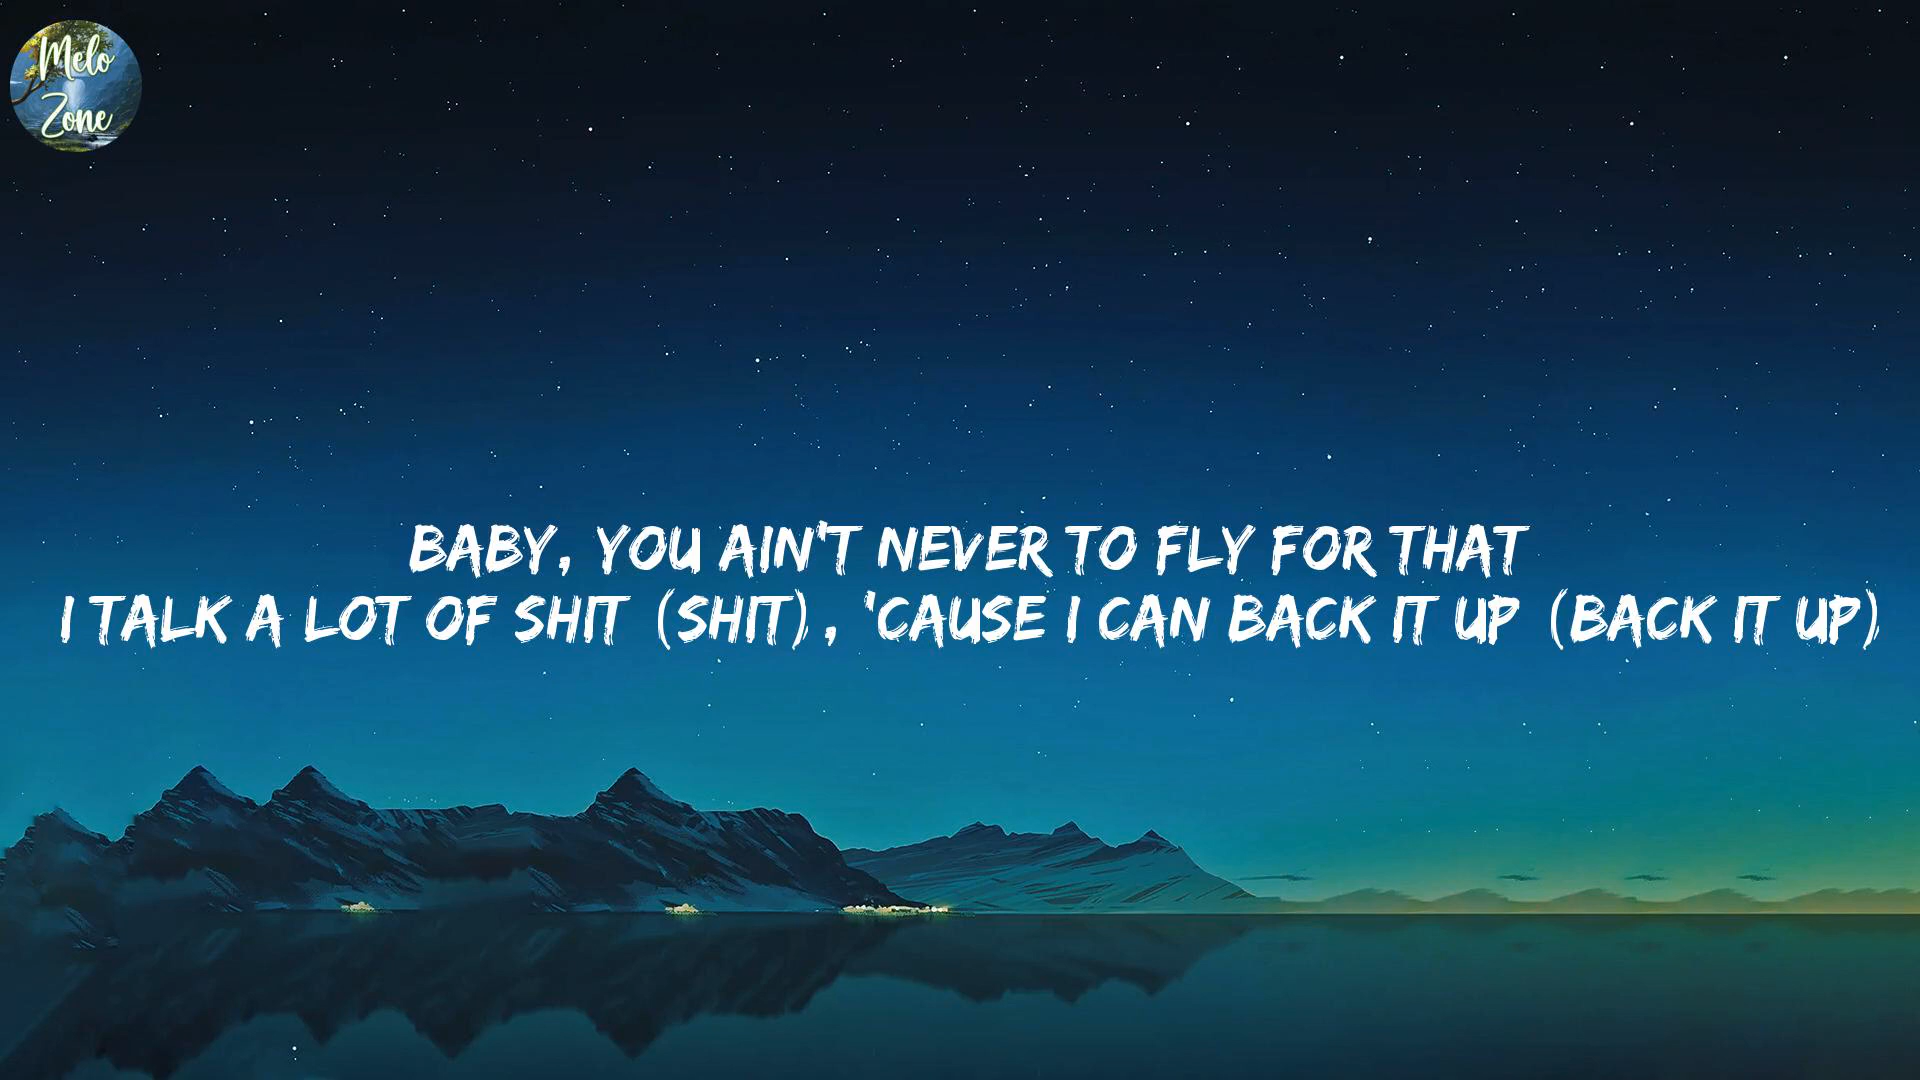 Melo
Zone
BABY, YOU AIN'T NEVER TO FLY FOR THAT
I TALK A LOT OF SHIT (SHIT), 'CAUSE I CAN BACK IT UP (BACK IT UP)